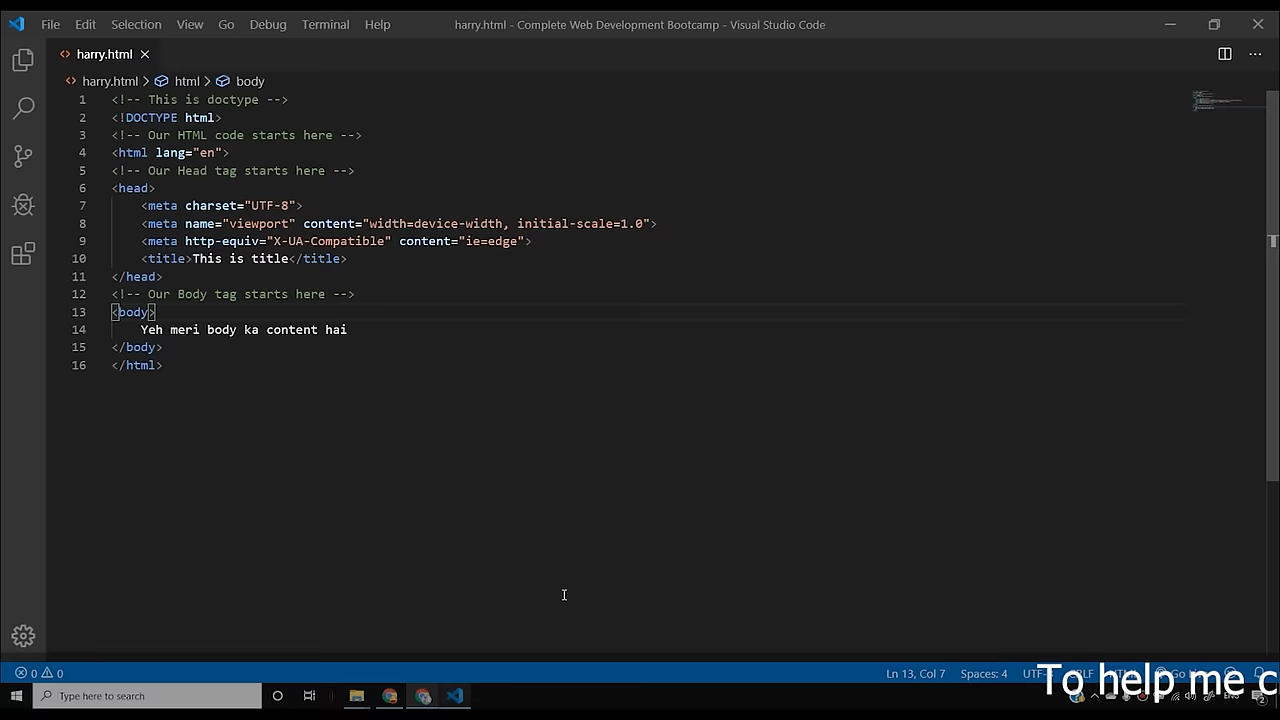 File Edit Selection View Go Debug Terminal Help
harry.html - Complete Web Development Bootcamp - Visual Studio Code
harry.html
harry.html > html > body
1 <!-- This is doctype -->
2 <!DOCTYPE html>
3 <!-- Our HTML code starts here -->
4 <html lang="en">
5 <!-- Our Head tag starts here -->
6 <head>
7 <meta charset="UTF-8">
8 <meta name="viewport" content="width=device-width, initial-scale=1.0">
9 <meta http-equiv="X-UA-Compatible" content="ie=edge">
10 <title>This is title</title>
11 </head>
12 <!-- Our Body tag starts here -->
13 <body>
14 Yeh meri body ka content hai
15 </body>
16 </html>
0 0 Ln 13, Col 7 Spaces: 4
To help me c
Type here to search